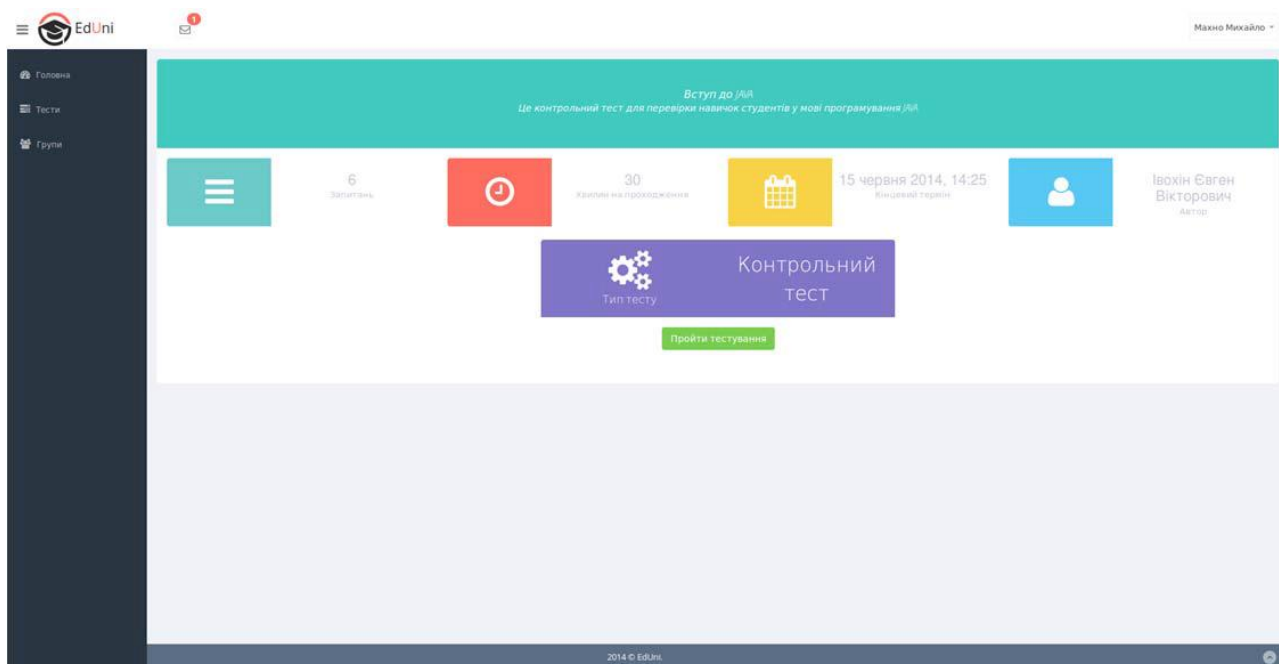 EdUni
1
Махно Михайло
Головна
Тести
Групи
Вступ до JAVA
Це контрольний тест для перевірки навичок студентів у мові програмування JAVA
6
Запитань
30
Хвилин на проходження
15 червня 2014, 14:25
Кінцевий термін
Івохін Євген
Вікторович
Автор
Тип тесту
Контрольний
тест
Пройти тестування
2014 © EdUni.